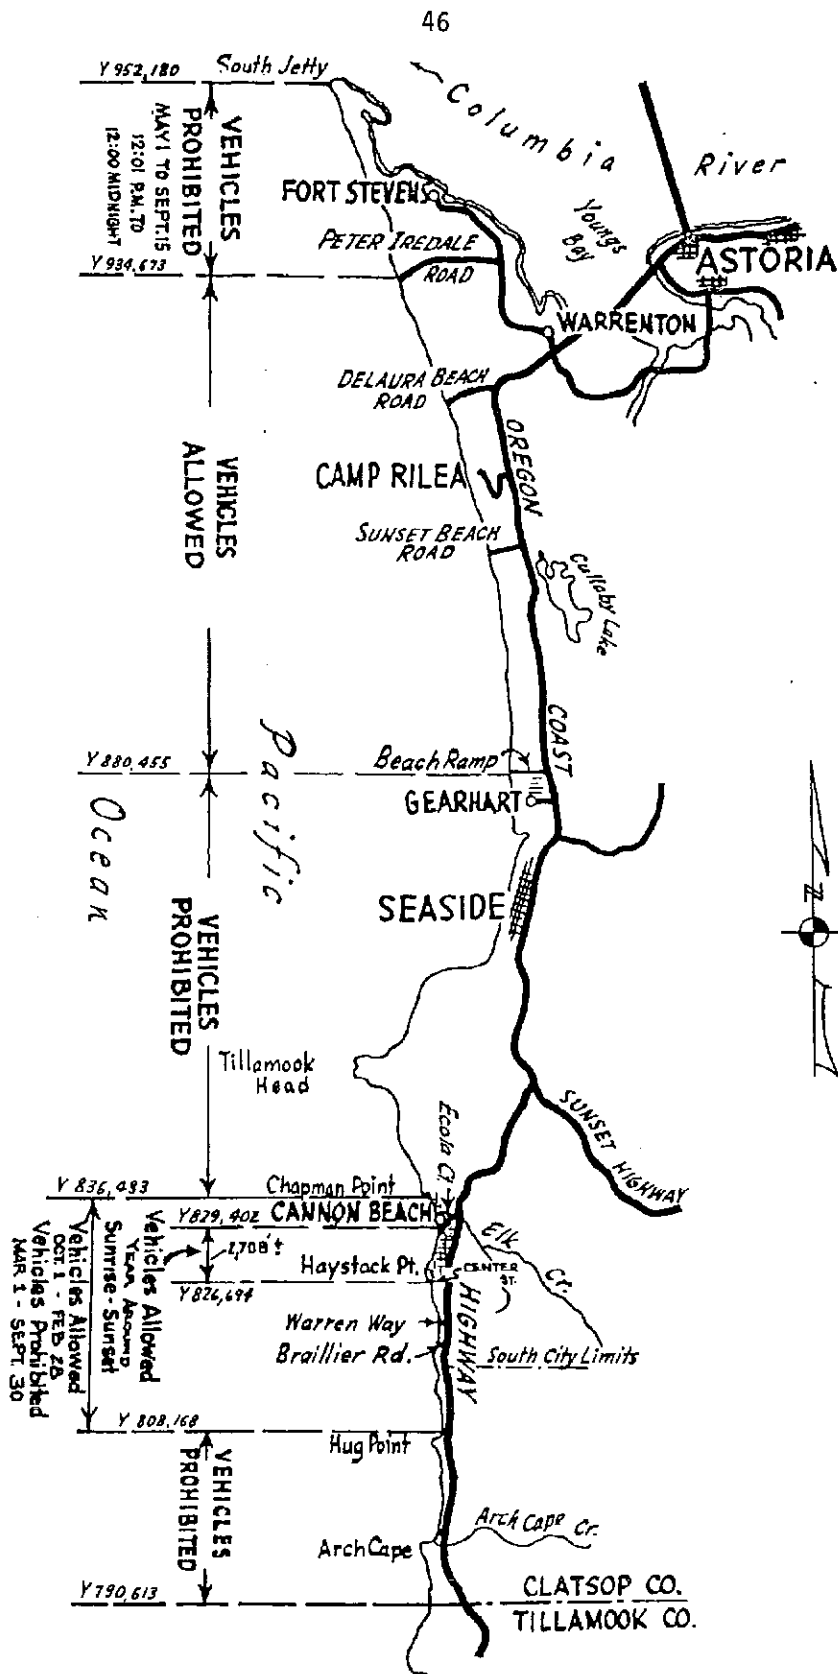 46
Y 952,180
South Jetty
Columbia
River
VEHICLES
PROHIBITED
MAY 1 TO SEPT. 15
12:01 P.M. TO
12:00 MIDNIGHT
FORT STEVENS
Youngs
Bay
PETER IREDALE
ROAD
ASTORIA
Y 934,673
WARRENTON
DELAURA BEACH
ROAD
OREGON
VEHICLES
ALLOWED
CAMP RILEA
SUNSET BEACH
ROAD
Cullaby Lake
COAST
Pacific
Ocean
Y 880,455
Beach Ramp
GEARHART
SEASIDE
N
VEHICLES
PROHIBITED
Tillamook
Head
SUNSET HIGHWAY
Ecola Ct.
Y 836,483
Chapman Point
Y 829,402
CANNON BEACH
Elk
Cr.
2,708'±
Haystack Pt.
CENTER
ST.
Y 826,694
HIGHWAY
Vehicles Allowed
YEAR AROUND
Sunrise - Sunset
Vehicles Allowed
OCT. 1 - FEB 28
Vehicles Prohibited
MAR 1 - SEPT. 30
Warren Way
Braillier Rd.
South City Limits
Y 808,168
Hug Point
VEHICLES
PROHIBITED
Arch Cape
Arch Cape Cr.
Y 790,613
CLATSOP CO.
TILLAMOOK CO.